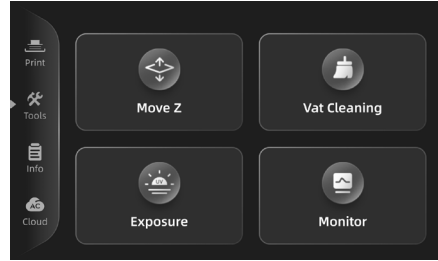 Print
Tools
Info
AC
Cloud
Move Z
Vat Cleaning
UV
Exposure
Monitor